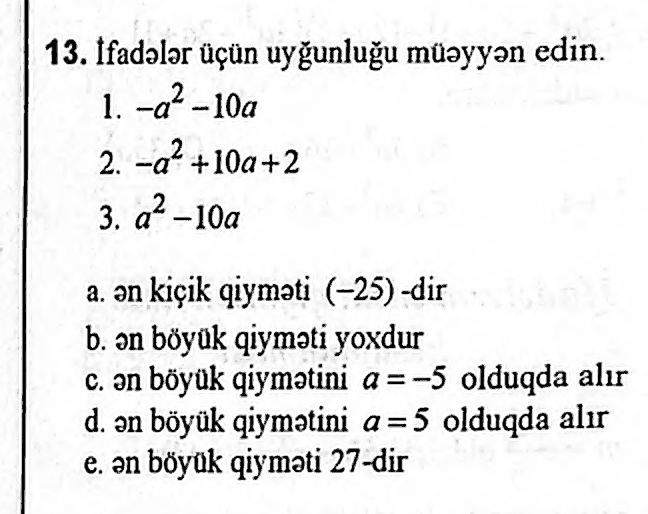 13. İfadələr üçün uyğunluğu müəyyən edin.
1. −a² −10a
2. −a² +10a+2
3. a² −10a
a. ən kiçik qiyməti (−25) -dir
b. ən böyük qiyməti yoxdur
c. ən böyük qiymətini a = −5 olduqda alır
d. ən böyük qiymətini a = 5 olduqda alır
e. ən böyük qiyməti 27-dir